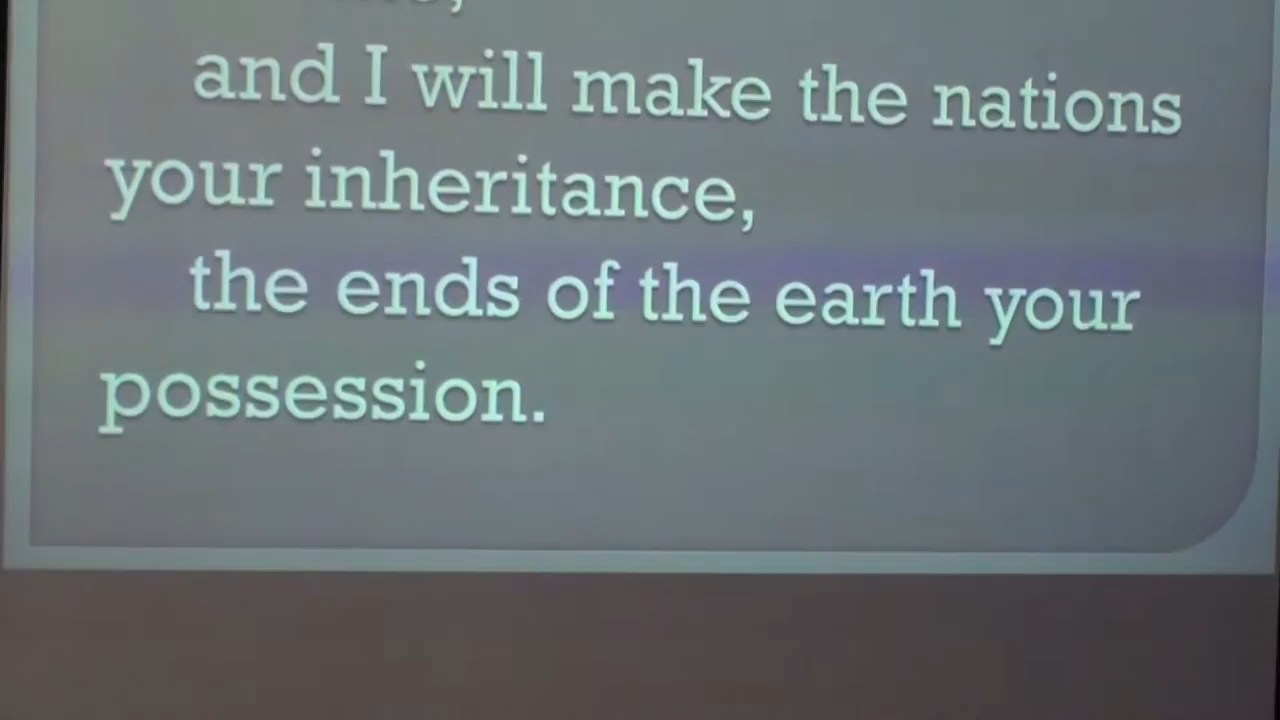 and I will make the nations
your inheritance,
the ends of the earth your
possession.